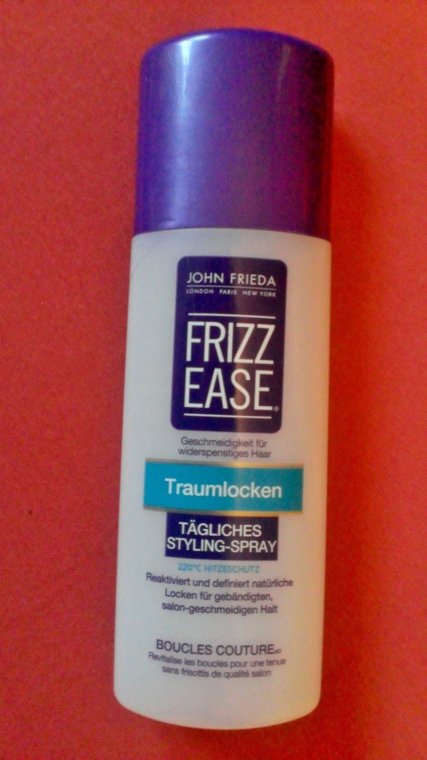 JOHN FRIEDA
LONDON PARIS NEW YORK
FRIZZ
EASE®
Geschmeidigkeit für
widerspenstiges Haar
Traumlocken
TÄGLICHES
STYLING-SPRAY
220°C HITZESCHUTZ
Reaktiviert und definiert natürliche
Locken für gebändigten,
salon-geschmeidigen Halt
BOUCLES COUTURE
Revitalise les boucles pour une tenue
sans frisottis de qualité salon